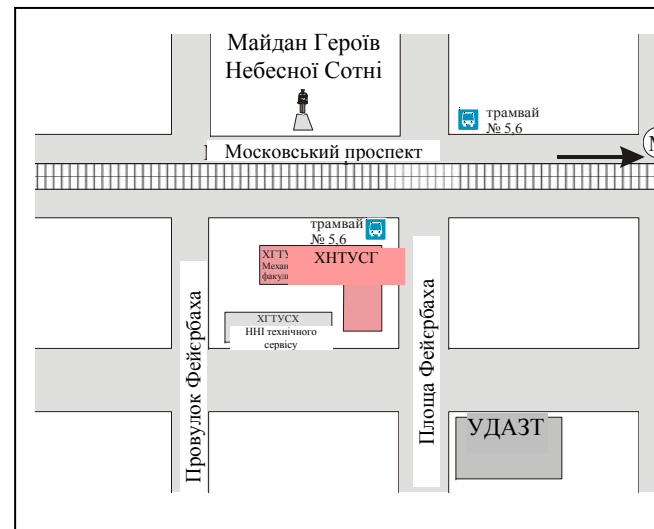 Майдан Героїв
Небесної Сотні
трамвай
№ 5,6
Московський проспект
М
трамвай
№ 5,6
ХНТУСГ
ХГТУСХ
ННІ технічного
сервісу
Провулок Фейєрбаха
Площа Фейєрбаха
УДАЗТ